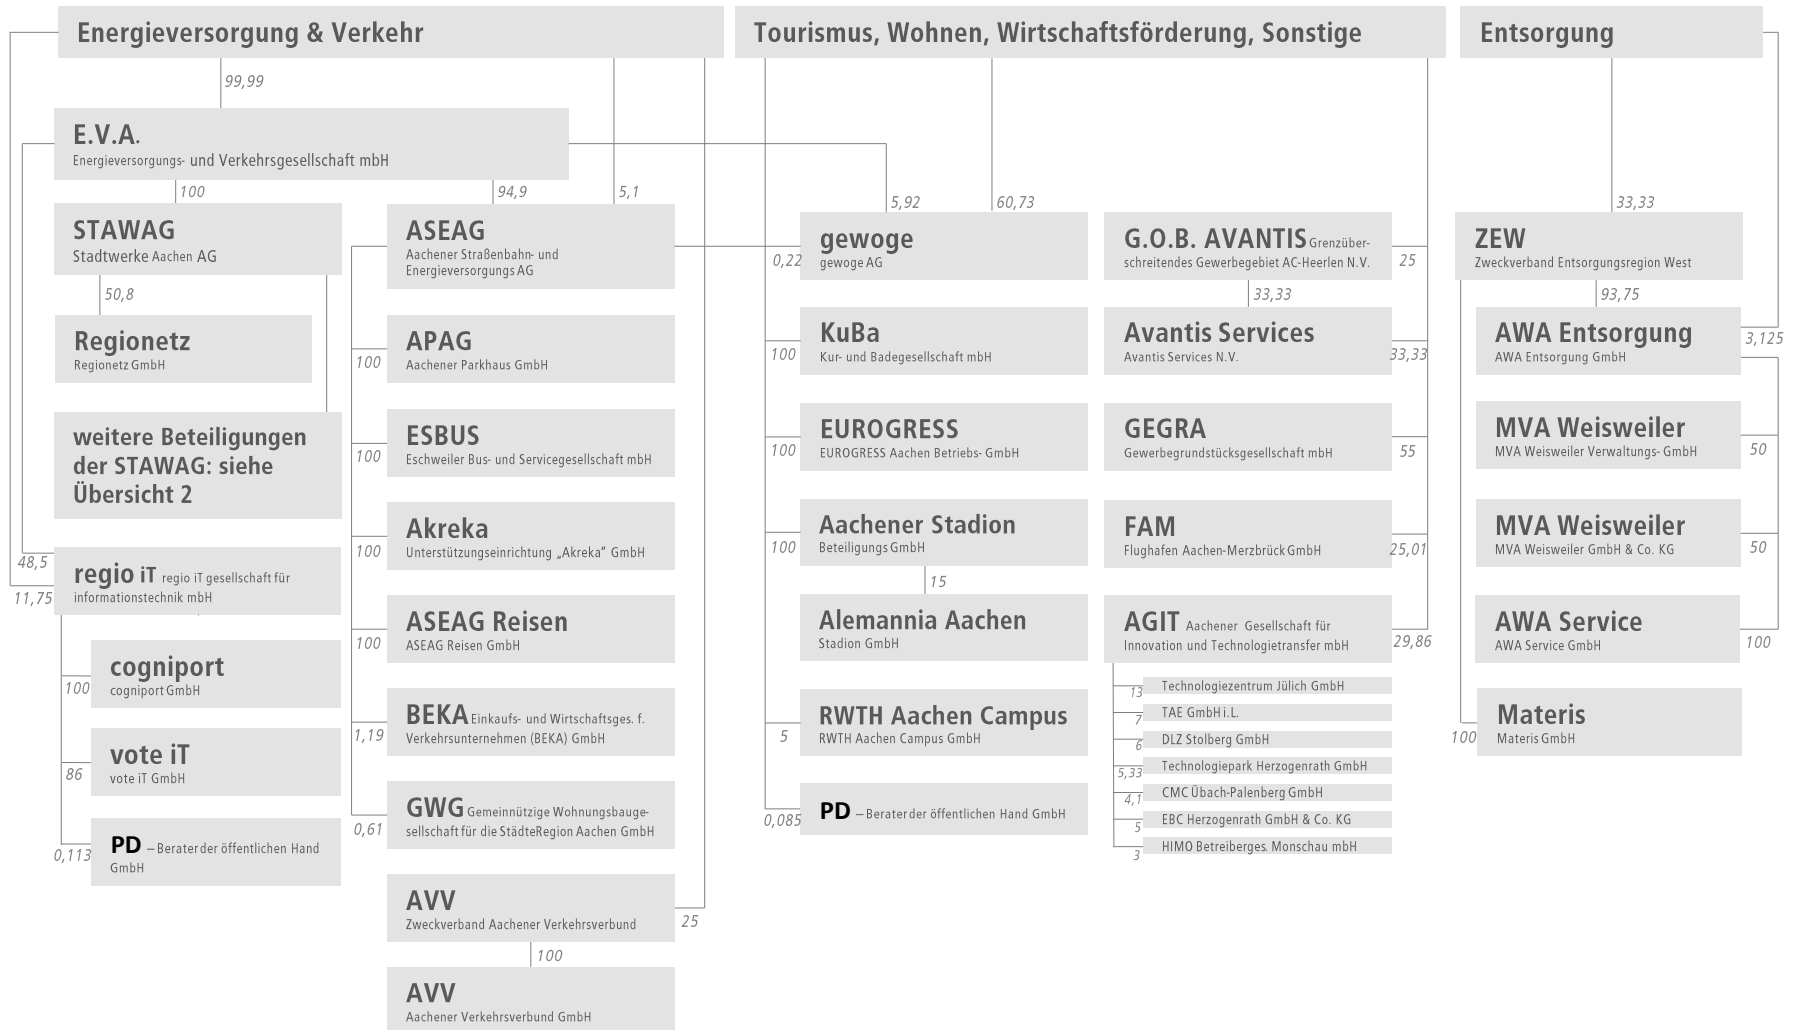 Energieversorgung & Verkehr
99,99
E.V.A.
Energieversorgungs- und Verkehrsgesellschaft mbH
100
94,9
5,1
STAWAG
Stadtwerke Aachen AG
50,8
Regionetz
Regionetz GmbH
weitere Beteiligungen
der STAWAG: siehe
Übersicht 2
48,5
11,75
regio iT regio iT gesellschaft für
informationstechnik mbH
100
cogniport
cogniport GmbH
86
vote iT
vote iT GmbH
0,113
PD – Berater der öffentlichen Hand
GmbH
ASEAG
Aachener Straßenbahn- und
Energieversorgungs AG
100
APAG
Aachener Parkhaus GmbH
100
ESBUS
Eschweiler Bus- und Servicegesellschaft mbH
100
Akreka
Unterstützungseinrichtung „Akreka“ GmbH
100
ASEAG Reisen
ASEAG Reisen GmbH
1,19
BEKA Einkaufs- und Wirtschaftsges. f.
Verkehrsunternehmen (BEKA) GmbH
0,61
GWG Gemeinnützige Wohnungsbauge-
sellschaft für die StädteRegion Aachen GmbH
AVV
Zweckverband Aachener Verkehrsverbund
25
100
AVV
Aachener Verkehrsverbund GmbH
Tourismus, Wohnen, Wirtschaftsförderung, Sonstige
5,92
60,73
0,22
gewoge
gewoge AG
100
KuBa
Kur- und Badegesellschaft mbH
100
EUROGRESS
EUROGRESS Aachen Betriebs- GmbH
100
Aachener Stadion
Beteiligungs GmbH
15
Alemannia Aachen
Stadion GmbH
5
RWTH Aachen Campus
RWTH Aachen Campus GmbH
0,085
PD – Berater der öffentlichen Hand GmbH
G.O.B. AVANTIS Grenzüber-
schreitendes Gewerbegebiet AC-Heerlen N.V.
25
33,33
Avantis Services
Avantis Services N.V.
33,33
GEGRA
Gewerbegrundstücksgesellschaft mbH
55
FAM
Flughafen Aachen-Merzbrück GmbH
25,01
AGIT Aachener Gesellschaft für
Innovation und Technologietransfer mbH
29,86
13 Technologiezentrum Jülich GmbH
7 TAE GmbH i.L.
6 DLZ Stolberg GmbH
5,33 Technologiepark Herzogenrath GmbH
4,1 CMC Übach-Palenberg GmbH
5 EBC Herzogenrath GmbH & Co. KG
3 HIMO Betreiberges. Monschau mbH
Entsorgung
33,33
ZEW
Zweckverband Entsorgungsregion West
93,75
AWA Entsorgung
AWA Entsorgung GmbH
3,125
MVA Weisweiler
MVA Weisweiler Verwaltungs- GmbH
50
MVA Weisweiler
MVA Weisweiler GmbH & Co. KG
50
AWA Service
AWA Service GmbH
100
100
Materis
Materis GmbH